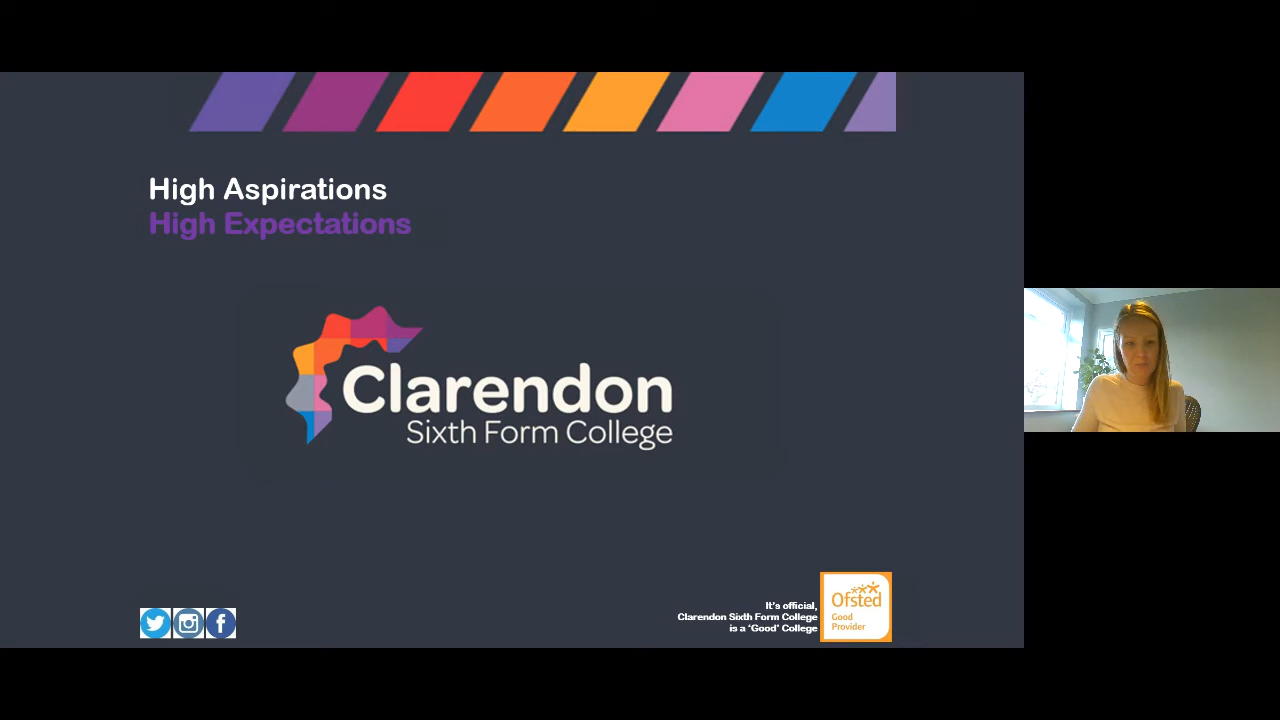 High Aspirations
High Expectations
Clarendon
Sixth Form College
It's official,
Clarendon Sixth Form College
is a 'Good' College
Ofsted
Good
Provider